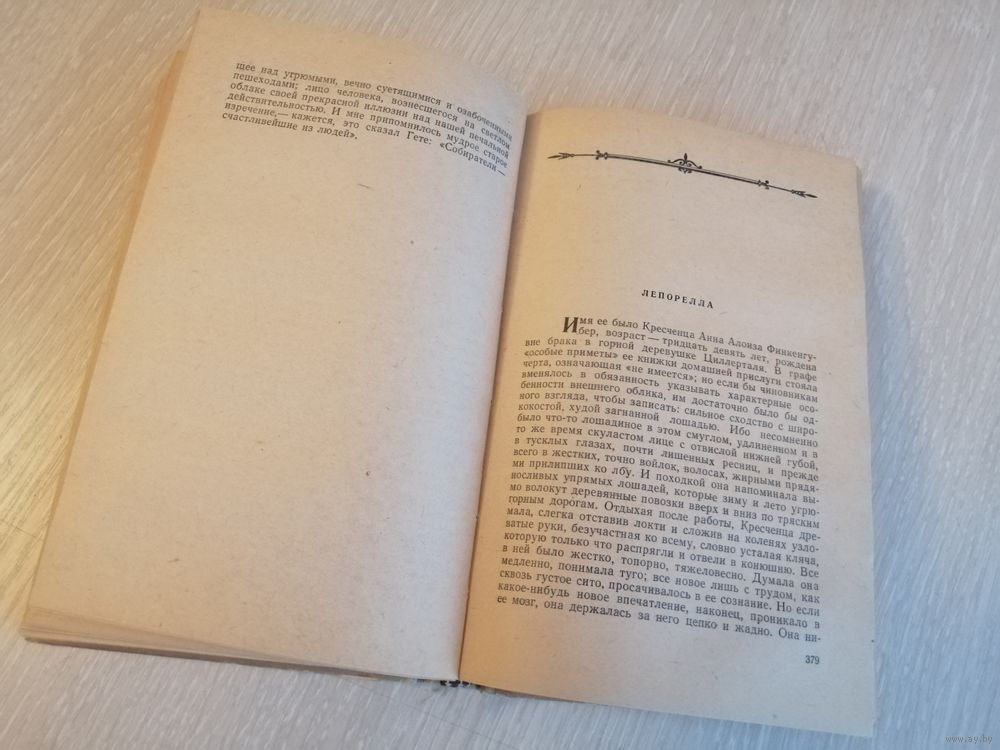 щее над угрюмыми, вечно суетящимися и озабоченными
пешеходами; лицо человека, вознесшегося на светлом
облаке своей прекрасной иллюзии над нашей печальной
действительностью. И мне припомнилось мудрое старое
изречение,— кажется, это сказал Гете: «Собиратели —
счастливейшие из людей».
ЛЕПОРЕЛЛА
Имя ее было Кресченца Анна Алоиза Финкенгу-
бер, возраст — тридцать девять лет, рождена
вне брака в горной деревушке Циллерталя. В графе
«особые приметы» ее книжки домашней прислуги стояла
черта, означающая «не имеется»; но если бы чиновникам
вменялось в обязанность указывать характерные осо-
бенности внешнего облика, им достаточно было бы од-
ного взгляда, чтобы записать: сильное сходство с широ-
кокостой, худой загнанной лошадью. Ибо несомненно
было что-то лошадиное в этом смуглом, удлиненном и в
то же время скуластом лице с отвислой нижней губой,
в тусклых глазах, почти лишенных ресниц, и прежде
всего в жестких, точно войлок, волосах, жирными прядя-
ми прилипших ко лбу. И походкой она напоминала вы-
носливых упрямых лошадей, которые зиму и лето угрю-
мо волокут деревянные повозки вверх и вниз по тряским
горным дорогам. Отдыхая после работы, Кресченца дре-
мала, слегка отставив локти и сложив на коленях узло-
ватые руки, безучастная ко всему, словно усталая кляча,
которую только что распрягли и отвели в конюшню. Все
в ней было жестко, топорно, тяжеловесно. Думала она
медленно, понимала туго; все новое лишь с трудом, как
сквозь густое сито, просачивалось в ее сознание. Но если
какое-нибудь новое впечатление, наконец, проникало в
ее мозг, она держалась за него цепко и жадно. Она ни-
379
www.ay.by